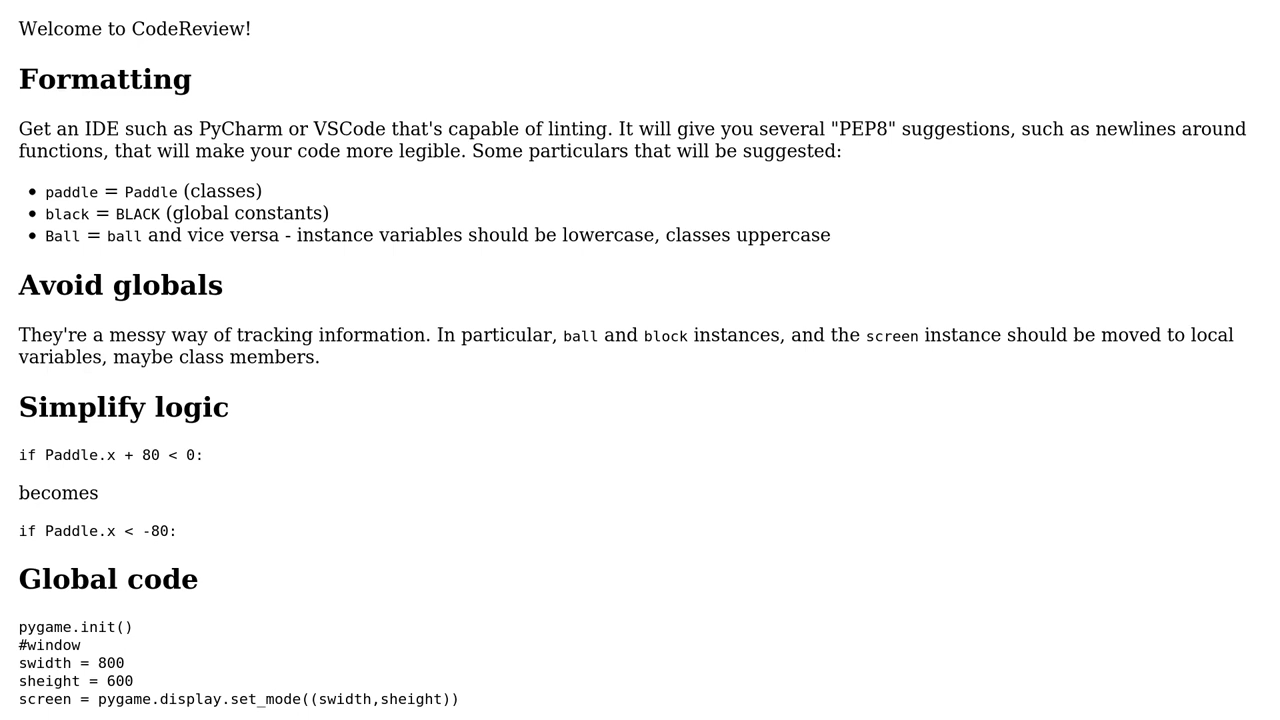 Welcome to CodeReview!
Formatting
Get an IDE such as PyCharm or VSCode that's capable of linting. It will give you several "PEP8" suggestions, such as newlines around
functions, that will make your code more legible. Some particulars that will be suggested:
• paddle = Paddle (classes)
• black = BLACK (global constants)
• Ball = ball and vice versa - instance variables should be lowercase, classes uppercase
Avoid globals
They're a messy way of tracking information. In particular, ball and block instances, and the screen instance should be moved to local
variables, maybe class members.
Simplify logic
if Paddle.x + 80 < 0:
becomes
if Paddle.x < -80:
Global code
pygame.init()
#window
swidth = 800
sheight = 600
screen = pygame.display.set_mode((swidth,sheight))